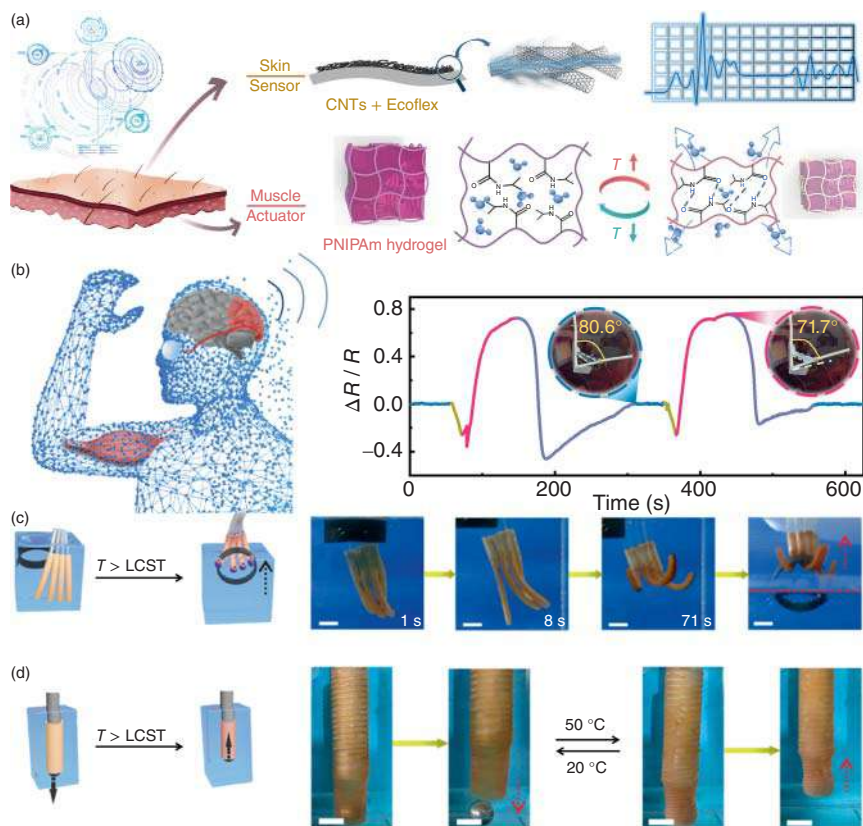 (a)
Skin
Sensor
CNTs + Ecoflex
Muscle
Actuator
PNIPAm hydrogel
O
N
H
H
N
O
T
T
(b)
ΔR / R
0.8
0.4
0.0
−0.4
0
200
400
600
Time (s)
80.6°
71.7°
(c)
T > LCST
1 s
8 s
71 s
(d)
T > LCST
50 °C
20 °C